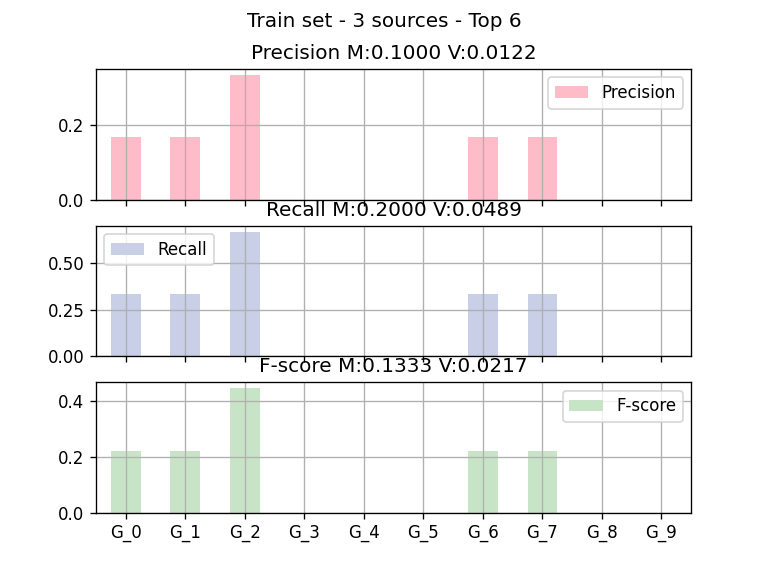 Train set - 3 sources - Top 6
Precision M:0.1000 V:0.0122
Precision
0.2
0.0
Recall M:0.2000 V:0.0489
Recall
0.50
0.25
0.00
F-score M:0.1333 V:0.0217
F-score
0.4
0.2
0.0
G_0 G_1 G_2 G_3 G_4 G_5 G_6 G_7 G_8 G_9